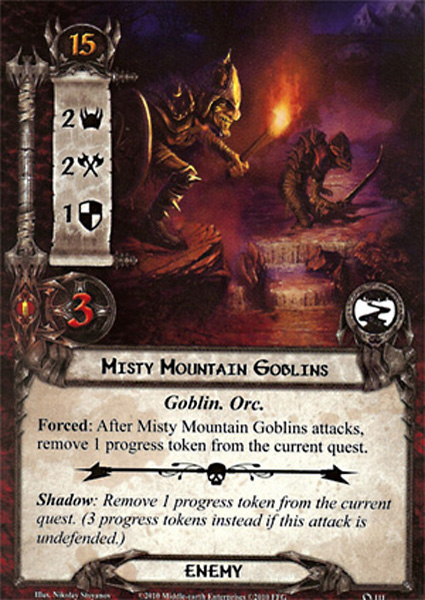 15
2
2
1
3
Misty Mountain Goblins
Goblin. Orc.
Forced: After Misty Mountain Goblins attacks,
remove 1 progress token from the current quest.
Shadow: Remove 1 progress token from the current
quest. (3 progress tokens instead if this attack is
undefended.)
ENEMY
Illus. Nikolay Stoyanov ©2010 Middle-earth Enterprises ©2010 FFG